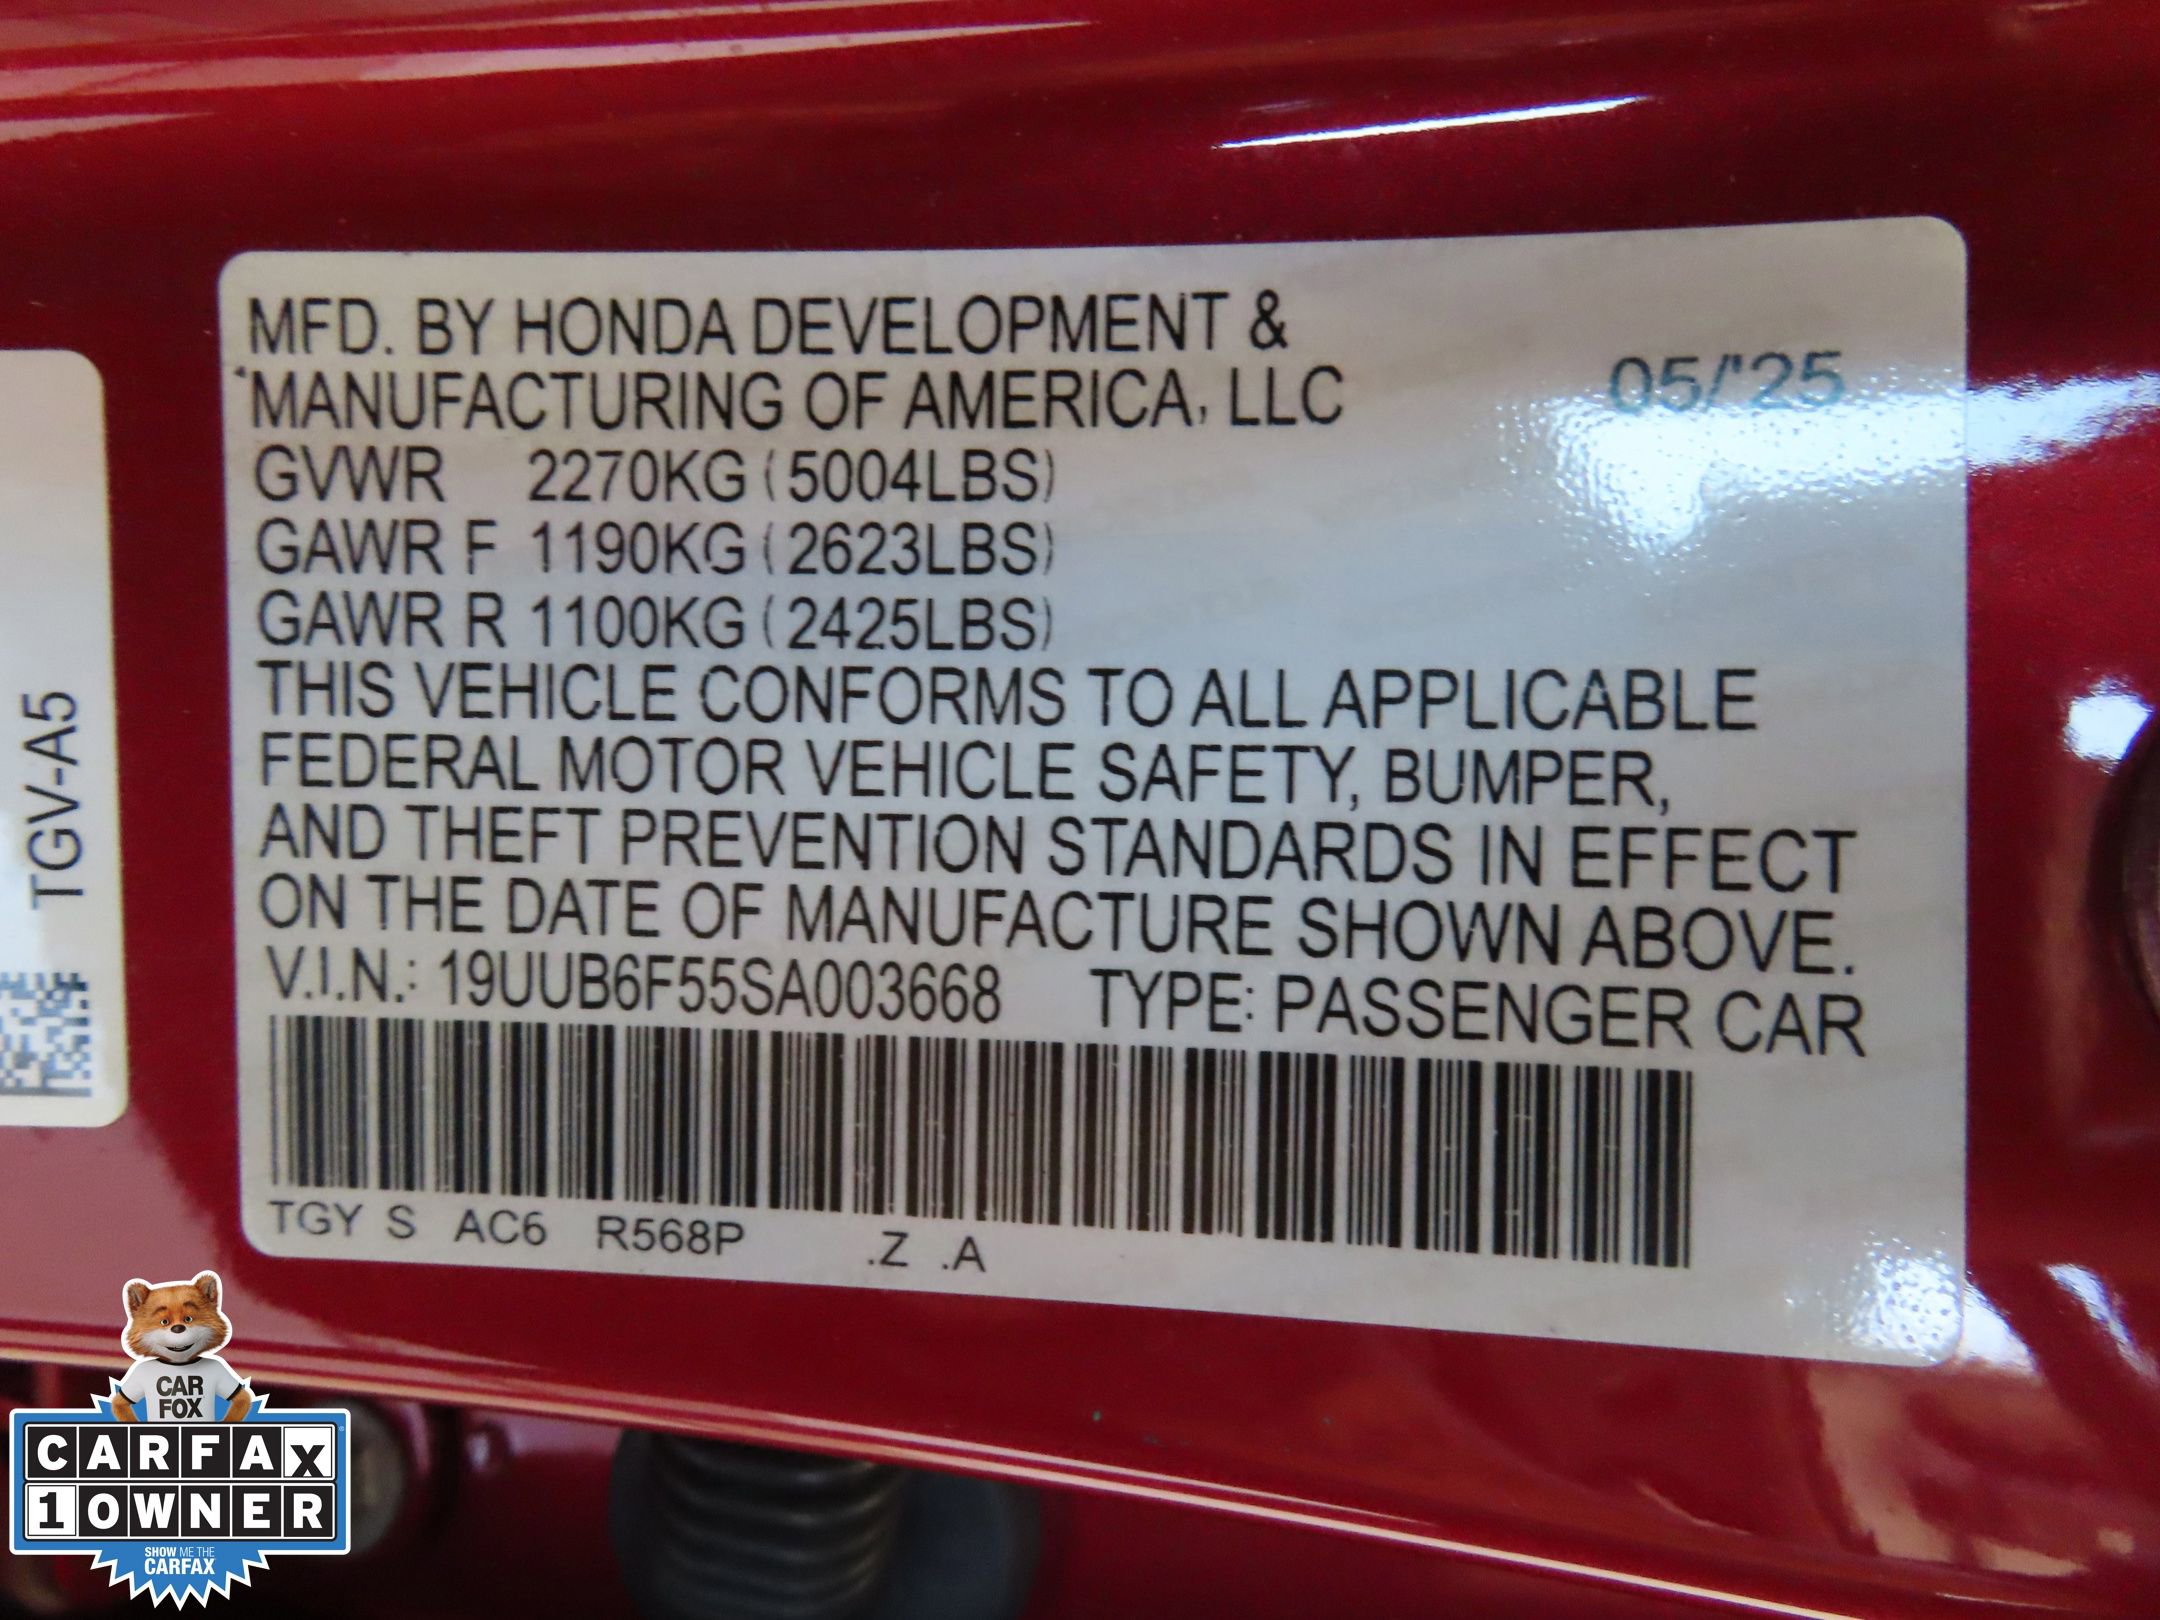 MFD. BY HONDA DEVELOPMENT &
MANUFACTURING OF AMERICA, LLC
05/'25
GVWR 2270KG (5004LBS)
GAWR F 1190KG (2623LBS)
GAWR R 1100KG (2425LBS)
THIS VEHICLE CONFORMS TO ALL APPLICABLE
FEDERAL MOTOR VEHICLE SAFETY, BUMPER,
AND THEFT PREVENTION STANDARDS IN EFFECT
ON THE DATE OF MANUFACTURE SHOWN ABOVE.
V.I.N.: 19UUB6F55SA003668 TYPE: PASSENGER CAR
TGY S AC6 R568P .Z .A
TGV-A5
CAR
FOX
CARFAX
1 OWNER
SHOW ME THE
CARFAX